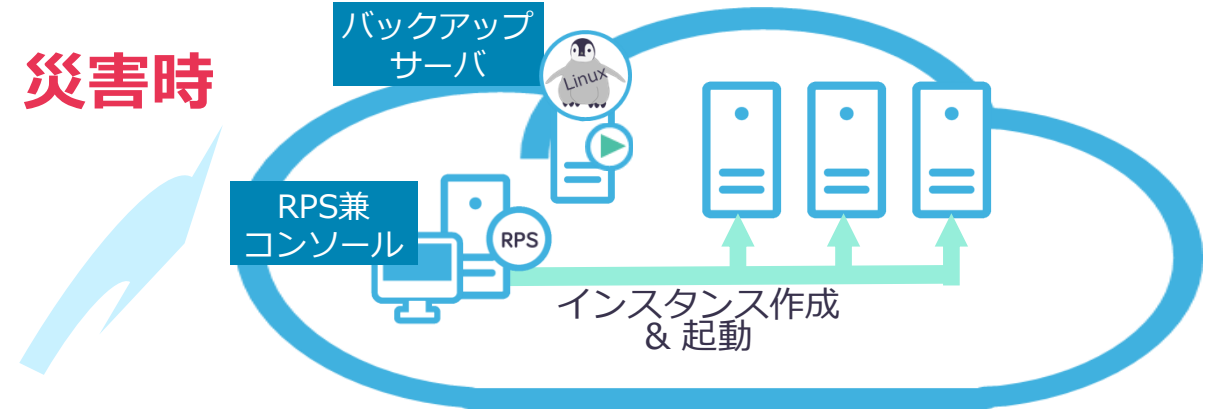 災害時
バックアップ
サーバ
Linux
RPS兼
コンソール
RPS
インスタンス作成
& 起動